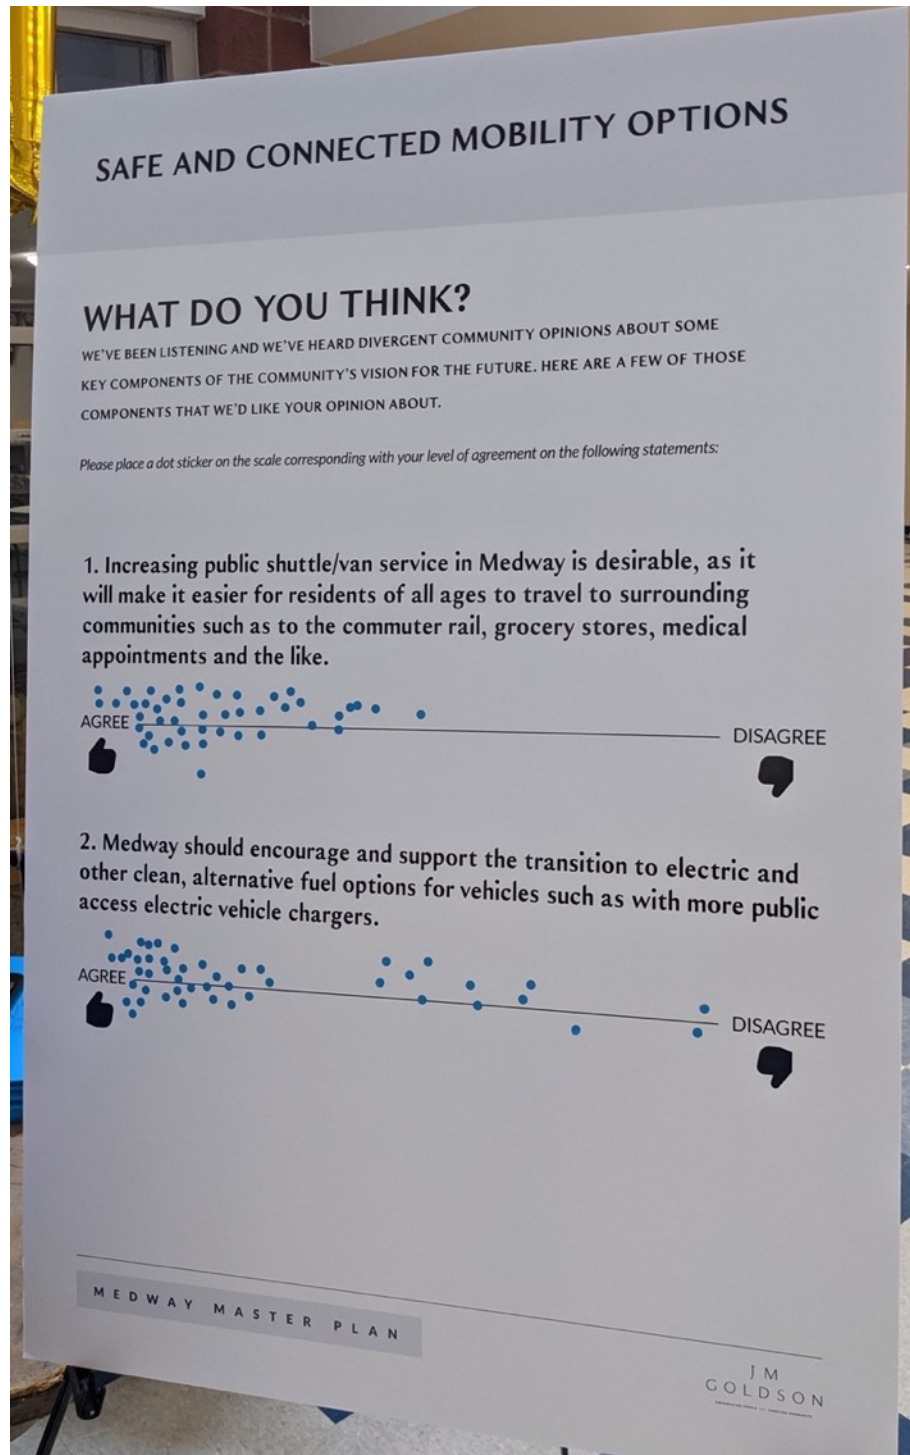 SAFE AND CONNECTED MOBILITY OPTIONS
WHAT DO YOU THINK?
WE'VE BEEN LISTENING AND WE'VE HEARD DIVERGENT COMMUNITY OPINIONS ABOUT SOME
KEY COMPONENTS OF THE COMMUNITY'S VISION FOR THE FUTURE. HERE ARE A FEW OF THOSE
COMPONENTS THAT WE'D LIKE YOUR OPINION ABOUT.
Please place a dot sticker on the scale corresponding with your level of agreement on the following statements:
1. Increasing public shuttle/van service in Medway is desirable, as it
will make it easier for residents of all ages to travel to surrounding
communities such as to the commuter rail, grocery stores, medical
appointments and the like.
AGREE
DISAGREE
2. Medway should encourage and support the transition to electric and
other clean, alternative fuel options for vehicles such as with more public
access electric vehicle chargers.
AGREE
DISAGREE
MEDWAY MASTER PLAN
JM
GOLDSON